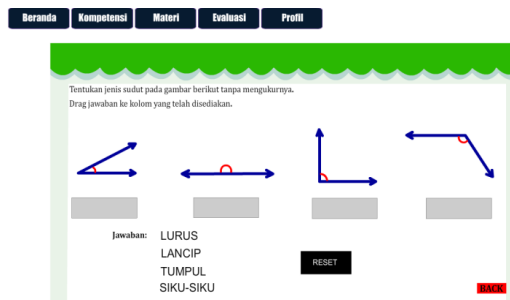 Beranda Kompetensi Materi Evaluasi Profil
Tentukan jenis sudut pada gambar berikut tanpa mengukurnya.
Drag jawaban ke kolom yang telah disediakan.
Jawaban: LURUS
LANCIP
TUMPUL
SIKU-SIKU
RESET
BACK